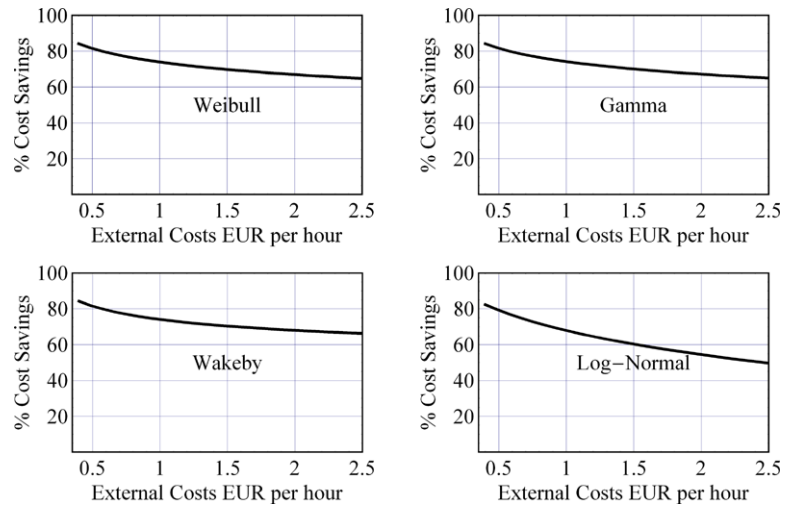 100
80
60
40
20
% Cost Savings
Weibull
0.5 1 1.5 2 2.5
External Costs EUR per hour
100
80
60
40
20
% Cost Savings
Gamma
0.5 1 1.5 2 2.5
External Costs EUR per hour
100
80
60
40
20
% Cost Savings
Wakeby
0.5 1 1.5 2 2.5
External Costs EUR per hour
100
80
60
40
20
% Cost Savings
Log−Normal
0.5 1 1.5 2 2.5
External Costs EUR per hour